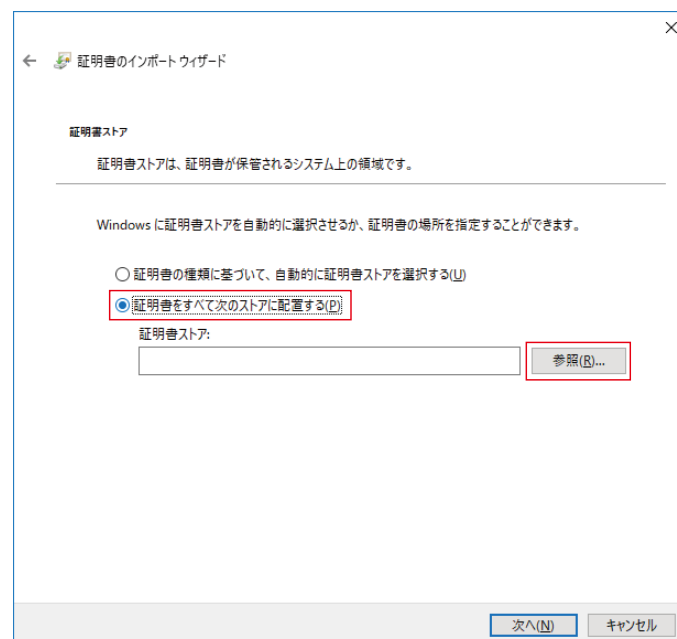 証明書のインポート ウィザード
証明書ストア
証明書ストアは、証明書が保管されるシステム上の領域です。
Windows に証明書ストアを自動的に選択させるか、証明書の場所を指定することができます。
証明書の種類に基づいて、自動的に証明書ストアを選択する(U)
証明書をすべて次のストアに配置する(P)
証明書ストア:
参照(R)...
次へ(N) キャンセル